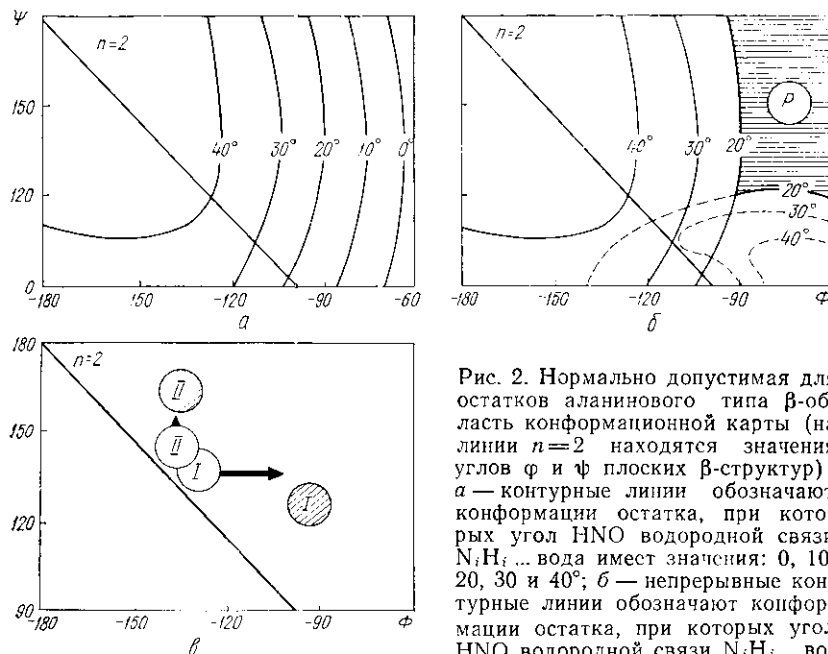 ψ
n=2
150
120
0
40°
30°
20°
10°
0°
-180
-150
-120
-90
-60
а
n=2
P
40°
30°
20°
20°
30°
40°
-180
-150
-120
-90
Ф
б
180
n=2
150
120
90
II
II
I
I
-180
-150
-120
-90
Ф
в
Рис. 2. Нормально допустимая для
остатков аланинового типа β-об
ласть конформационной карты (на
линии n=2 находятся значения
углов φ и ψ плоских β-структур)
а — контурные линии обозначают
конформации остатка, при кото
рых угол HNO водородной связи
NᵢHᵢ ... вода имеет значения: 0, 10
20, 30 и 40°; б — непрерывные кон
турные линии обозначают конфор
мации остатка, при которых угол
HNO водородной связи NᵢHᵢ ... вод